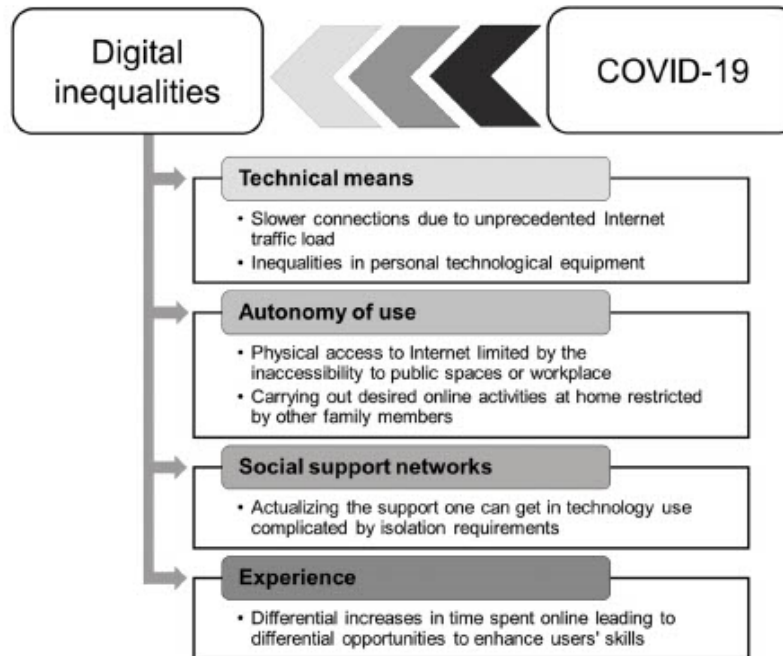 Digital
inequalities
COVID-19
Technical means
• Slower connections due to unprecedented Internet
traffic load
• Inequalities in personal technological equipment
Autonomy of use
• Physical access to Internet limited by the
inaccessibility to public spaces or workplace
• Carrying out desired online activities at home restricted
by other family members
Social support networks
• Actualizing the support one can get in technology use
complicated by isolation requirements
Experience
• Differential increases in time spent online leading to
differential opportunities to enhance users' skills